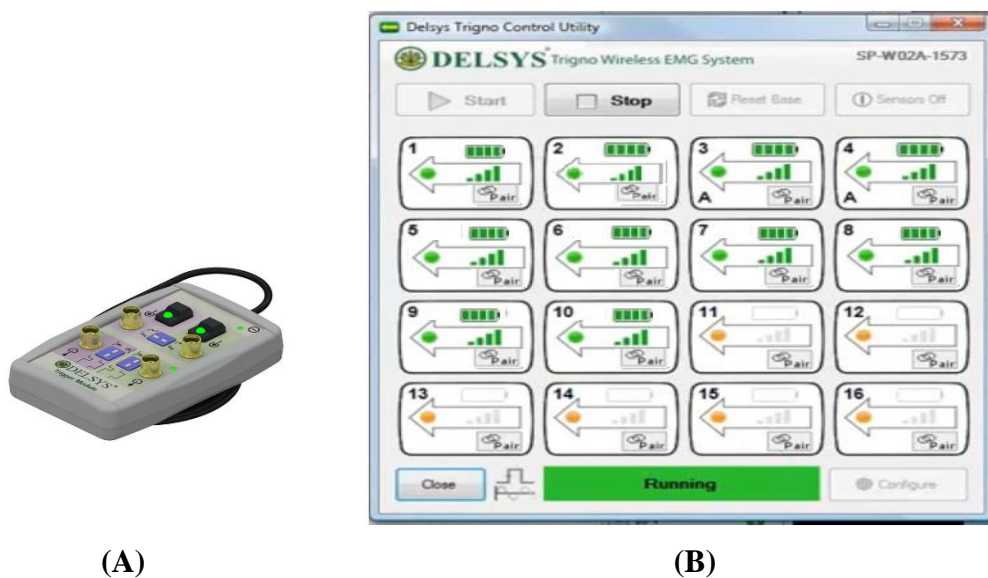 Delsys Trigno Control Utility
DELSYS® Trigno Wireless EMG System SP-W02A-1573
Start Stop Reset Base Sensors Off
1 2 3 4
A A
Pair Pair Pair Pair
5 6 7 8
Pair Pair Pair Pair
9 10 11 12
Pair Pair Pair Pair
13 14 15 16
Pair Pair Pair Pair
Close Running Configure
DELSYS®
Trigger Module
(A) (B)